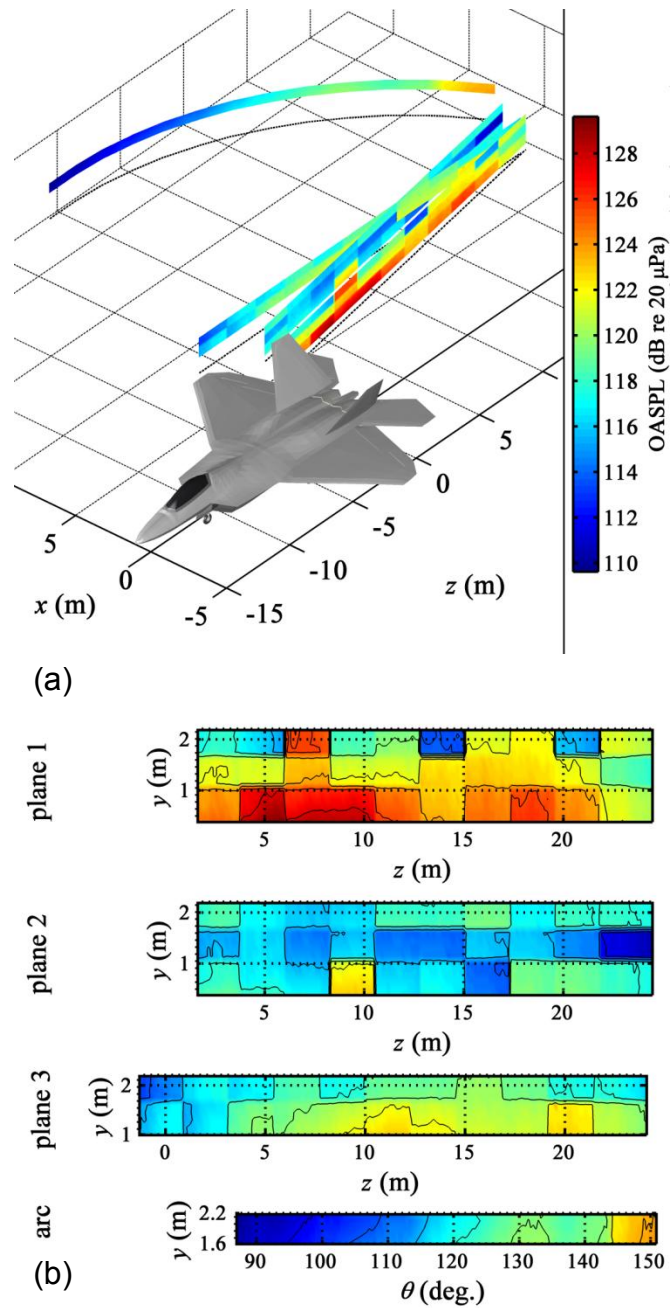 128
126
124
122
120
118
116
114
112
110
OASPL (dB re 20 µPa)
5
0
-5
x (m)
5
0
-5
-10
-15
z (m)
(a)
plane 1
y (m)
2
1
5 10 15 20
z (m)
plane 2
y (m)
2
1
5 10 15 20
z (m)
plane 3
y (m)
2
1
0 5 10 15 20
z (m)
arc
y (m)
2.2
1.6
90 100 110 120 130 140 150
θ (deg.)
(b)